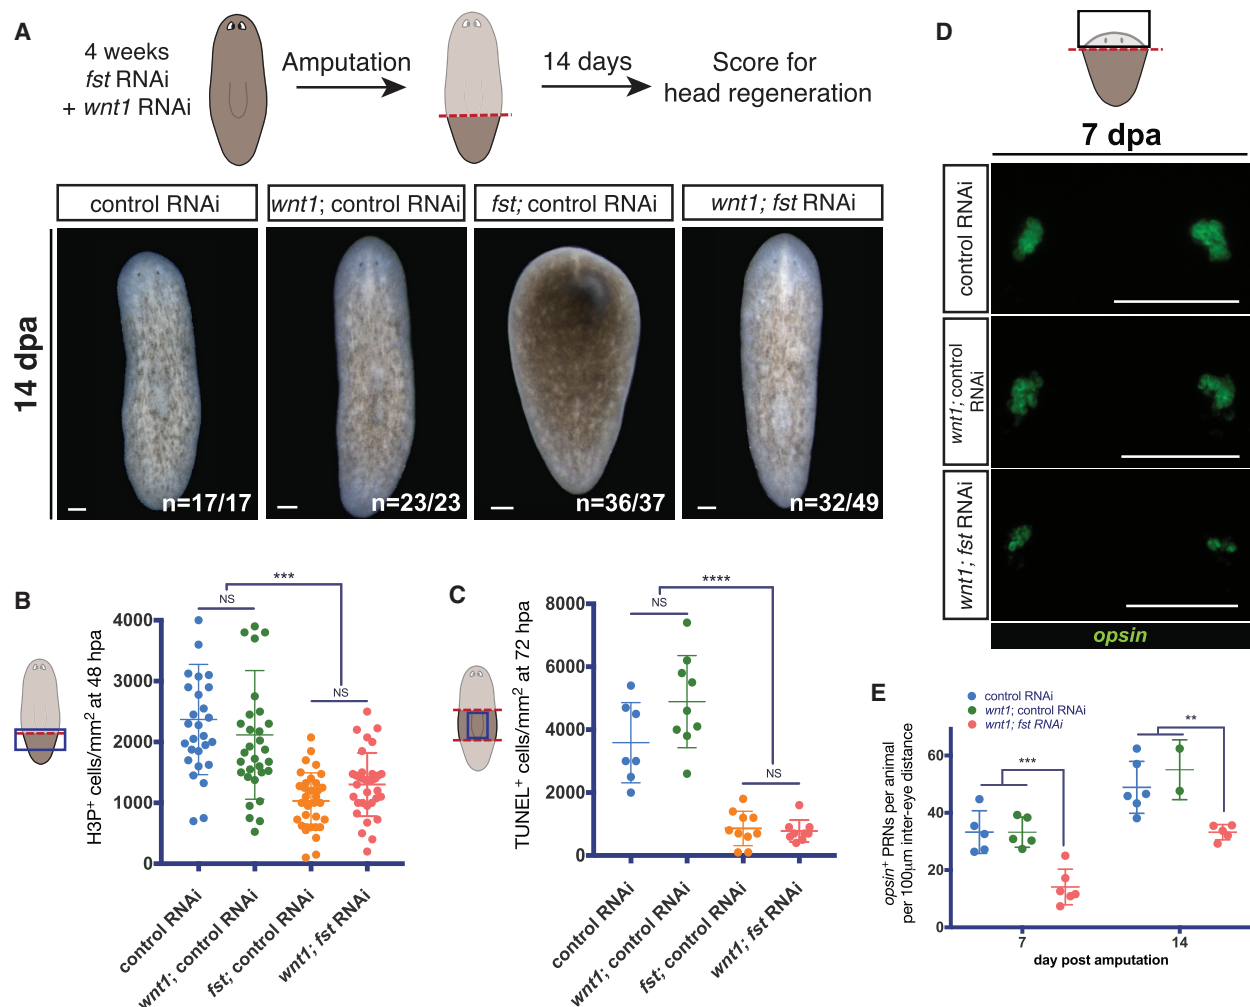 A
4 weeks
fst RNAi
+ wnt1 RNAi
Amputation
14 days
Score for
head regeneration
control RNAi
wnt1; control RNAi
fst; control RNAi
wnt1; fst RNAi
14 dpa
n=17/17
n=23/23
n=36/37
n=32/49
B
H3P+ cells/mm2 at 48 hpa
4000
3000
2000
1000
0
NS
***
NS
control RNAi
wnt1; control RNAi
fst; control RNAi
wnt1; fst RNAi
C
TUNEL+ cells/mm2 at 72 hpa
8000
6000
4000
2000
0
NS
****
NS
control RNAi
wnt1; control RNAi
fst; control RNAi
wnt1; fst RNAi
D
7 dpa
control RNAi
wnt1; control
RNAi
wnt1; fst RNAi
opsin
E
control RNAi
wnt1; control RNAi
wnt1; fst RNAi
opsin+ PRNs per animal
per 100μm inter-eye distance
60
40
20
0
***
**
7
14
day post amputation